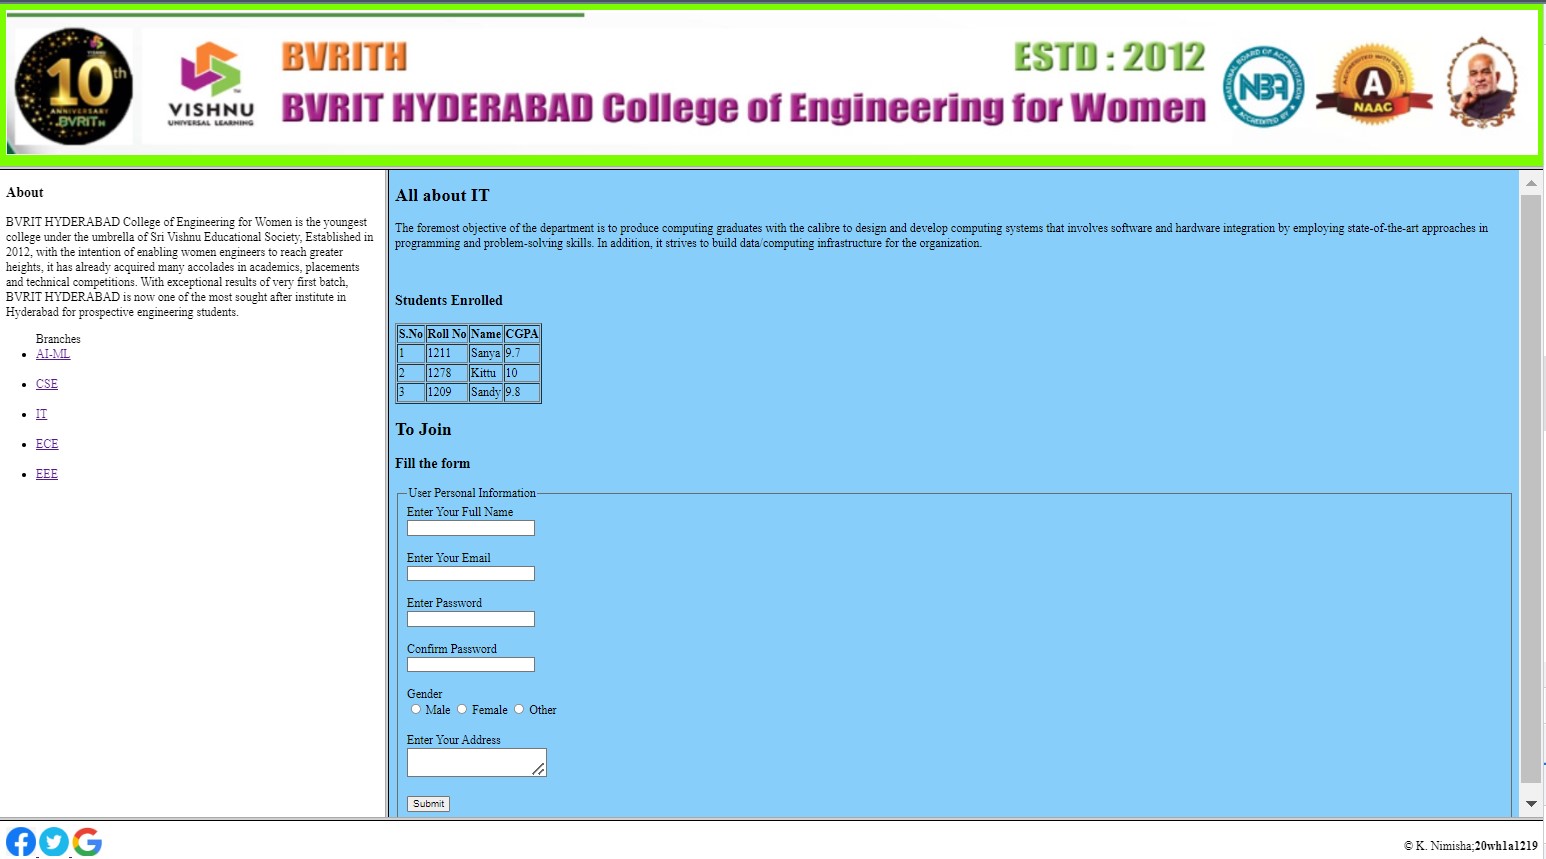 10th
ANNIVERSARY
BVRITH
VISHNU
UNIVERSAL LEARNING
BVRITH
ESTD : 2012
BVRIT HYDERABAD College of Engineering for Women
NATIONAL BOARD OF ACCREDITATION
NBA
ACCREDITED BY
ACCREDITED WITH GRADE
A
NAAC
About
BVRIT HYDERABAD College of Engineering for Women is the youngest
college under the umbrella of Sri Vishnu Educational Society, Established in
2012, with the intention of enabling women engineers to reach greater
heights, it has already acquired many accolades in academics, placements
and technical competitions. With exceptional results of very first batch,
BVRIT HYDERABAD is now one of the most sought after institute in
Hyderabad for prospective engineering students.
Branches
AI-ML
CSE
IT
ECE
EEE
All about IT
The foremost objective of the department is to produce computing graduates with the calibre to design and develop computing systems that involves software and hardware integration by employing state-of-the-art approaches in
programming and problem-solving skills. In addition, it strives to build data/computing infrastructure for the organization.
Students Enrolled
S.No Roll No Name CGPA
1 1211 Sanya 9.7
2 1278 Kittu 10
3 1209 Sandy 9.8
To Join
Fill the form
User Personal Information
Enter Your Full Name
Enter Your Email
Enter Password
Confirm Password
Gender
Male Female Other
Enter Your Address
Submit
© K. Nimisha;20wh1a1219